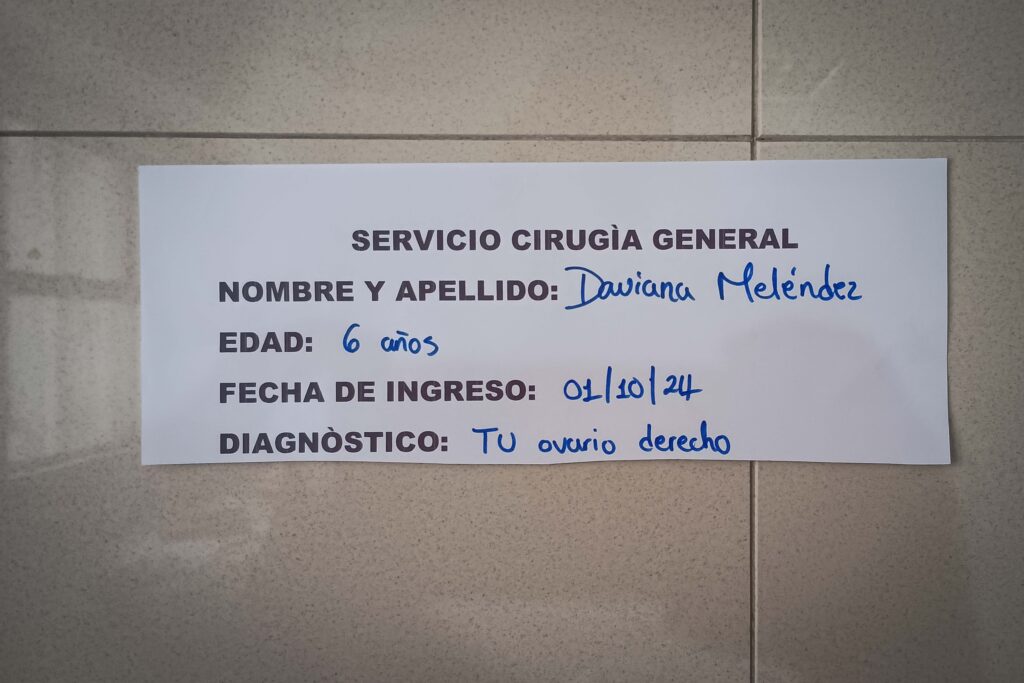 SERVICIO CIRUGÌA GENERAL
NOMBRE Y APELLIDO: Daviana Meléndez
EDAD: 6 años
FECHA DE INGRESO: 01/10/24
DIAGNÒSTICO: TU ovario derecho